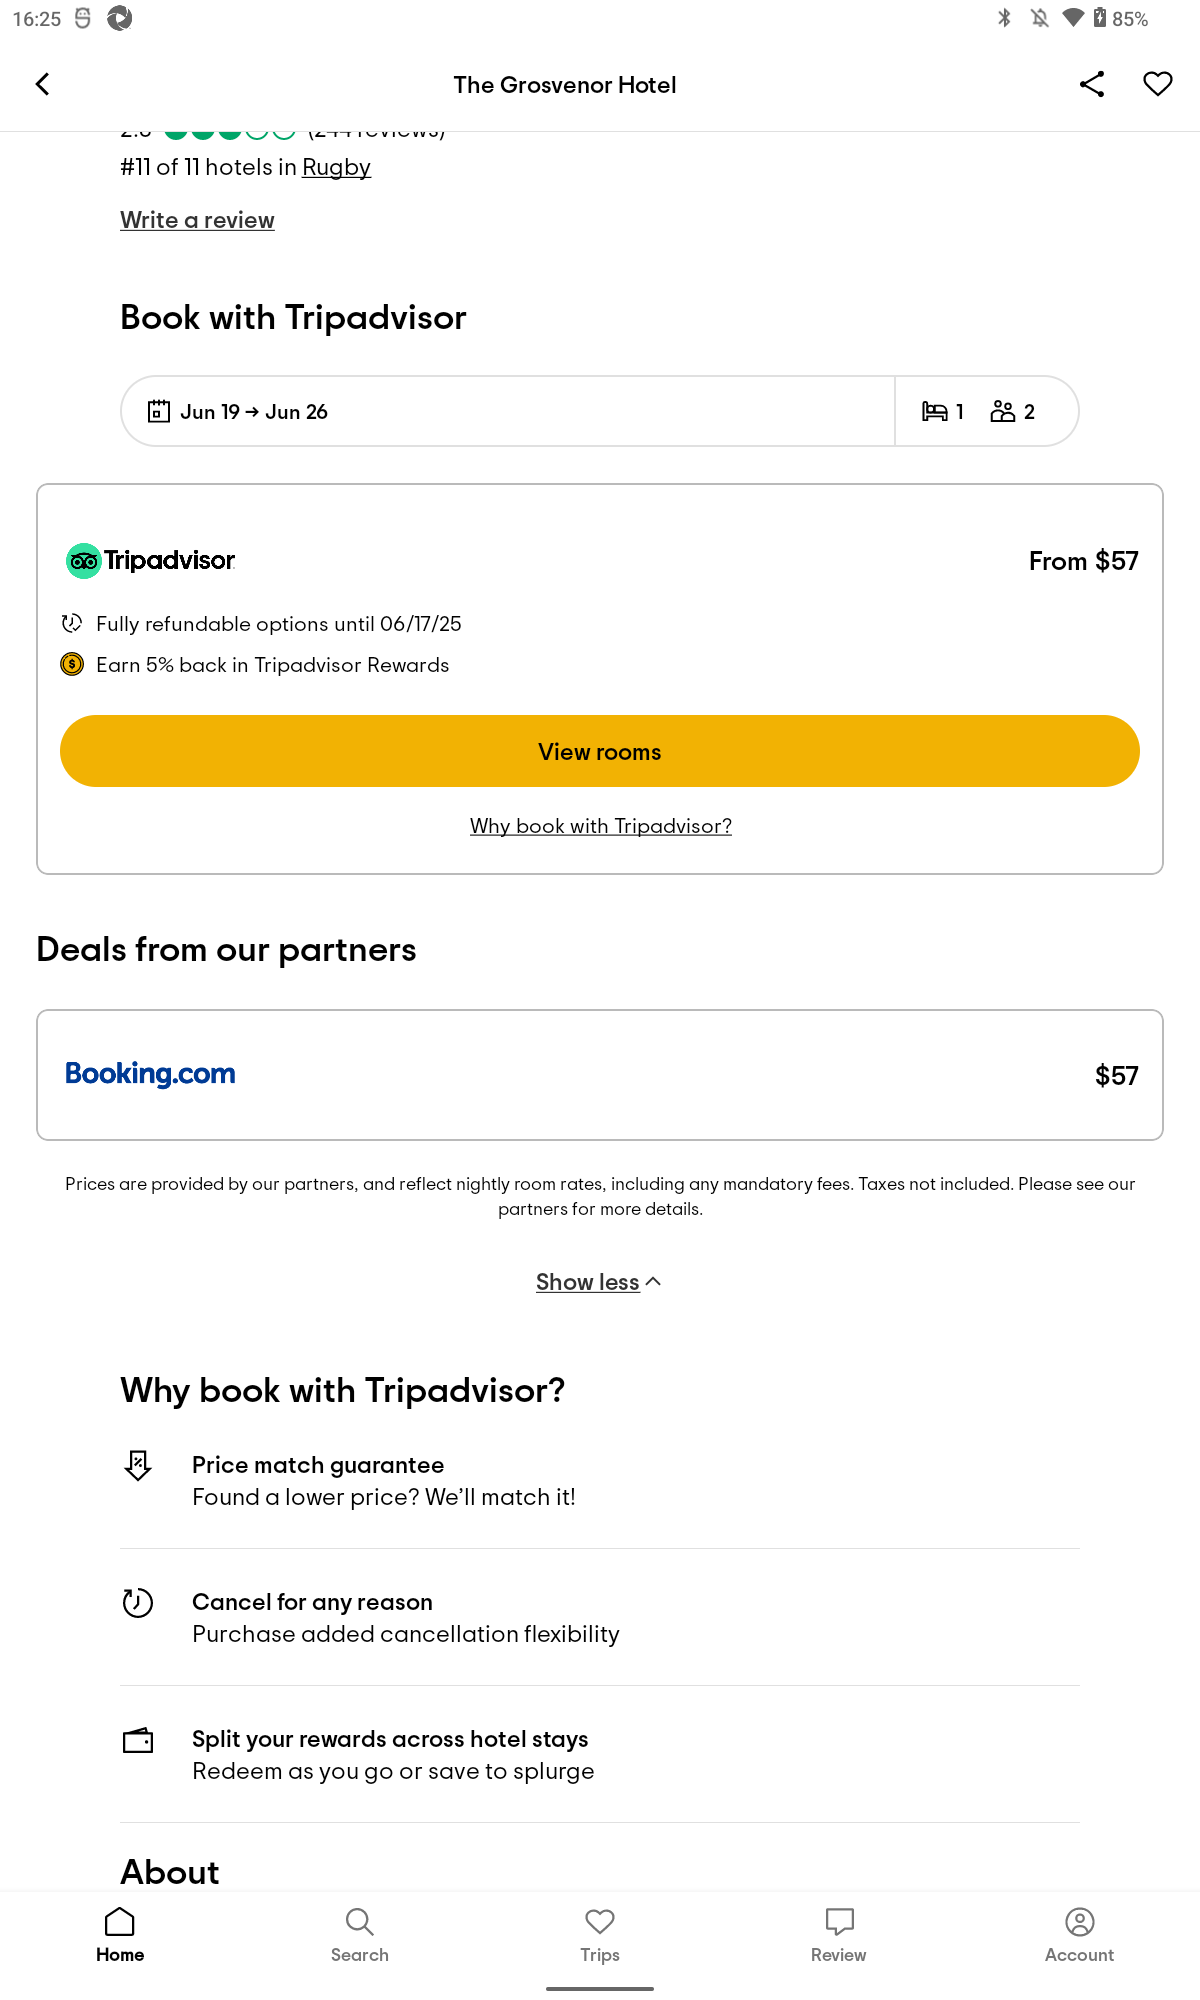 16:25
85%
The Grosvenor Hotel
#11 of 11 hotels in Rugby
Write a review
Book with Tripadvisor
Jun 19 → Jun 26
1
2
Tripadvisor
From $57
Fully refundable options until 06/17/25
Earn 5% back in Tripadvisor Rewards
View rooms
Why book with Tripadvisor?
Deals from our partners
Booking.com
$57
Prices are provided by our partners, and reflect nightly room rates, including any mandatory fees. Taxes not included. Please see our
partners for more details.
Show less
Why book with Tripadvisor?
Price match guarantee
Found a lower price? We’ll match it!
Cancel for any reason
Purchase added cancellation flexibility
Split your rewards across hotel stays
Redeem as you go or save to splurge
About
Home
Search
Trips
Review
Account